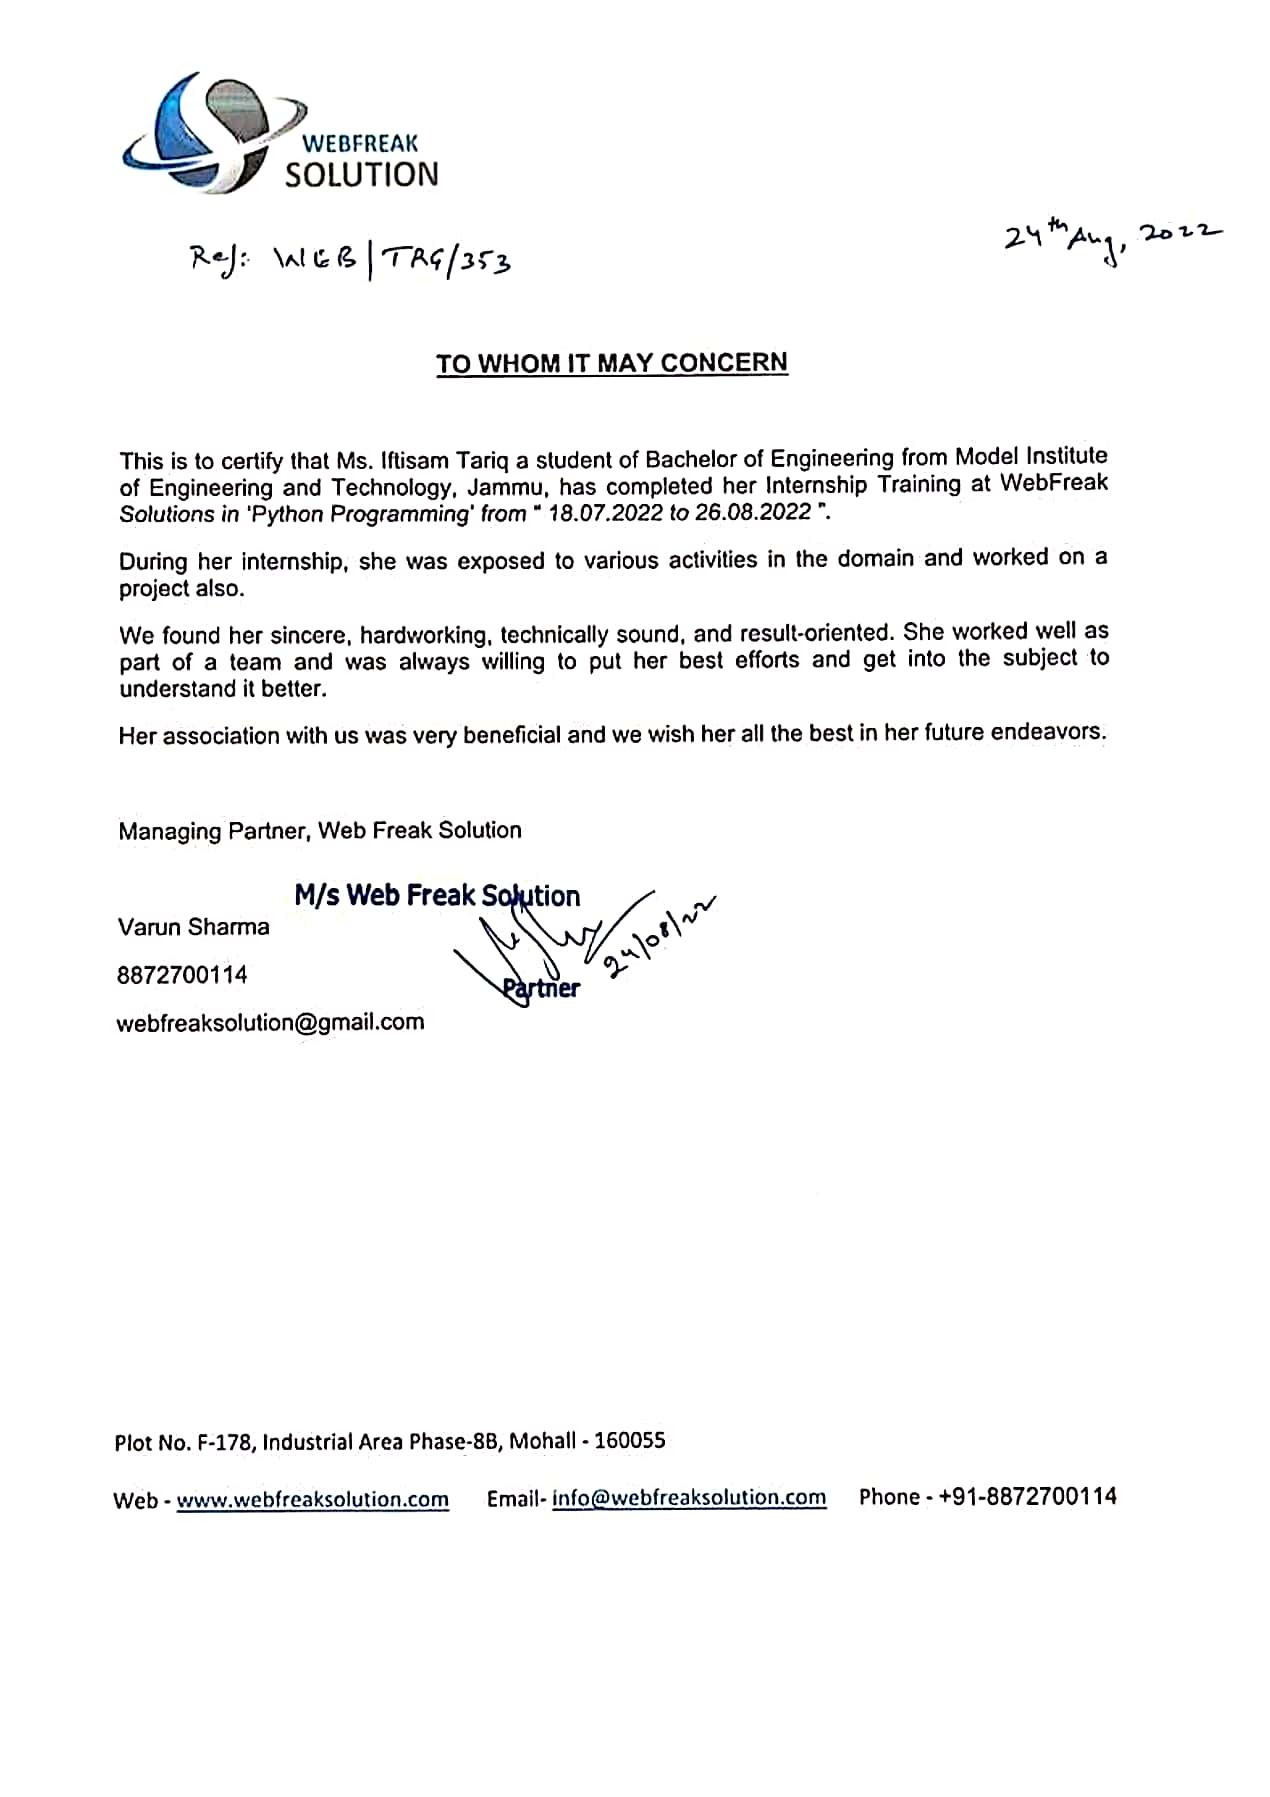 WEBFREAK
SOLUTION
24th Aug, 2022
Ref: WEB|TRG/353
TO WHOM IT MAY CONCERN
This is to certify that Ms. Iftisam Tariq a student of Bachelor of Engineering from Model Institute
of Engineering and Technology, Jammu, has completed her Internship Training at WebFreak
Solutions in 'Python Programming' from " 18.07.2022 to 26.08.2022 ".
During her internship, she was exposed to various activities in the domain and worked on a
project also.
We found her sincere, hardworking, technically sound, and result-oriented. She worked well as
part of a team and was always willing to put her best efforts and get into the subject to
understand it better.
Her association with us was very beneficial and we wish her all the best in her future endeavors.
Managing Partner, Web Freak Solution
M/s Web Freak Solution
Varun Sharma
24/08/22
8872700114
Partner
webfreaksolution@gmail.com
Plot No. F-178, Industrial Area Phase-8B, Mohali - 160055
Web - www.webfreaksolution.com Email- info@webfreaksolution.com Phone - +91-8872700114